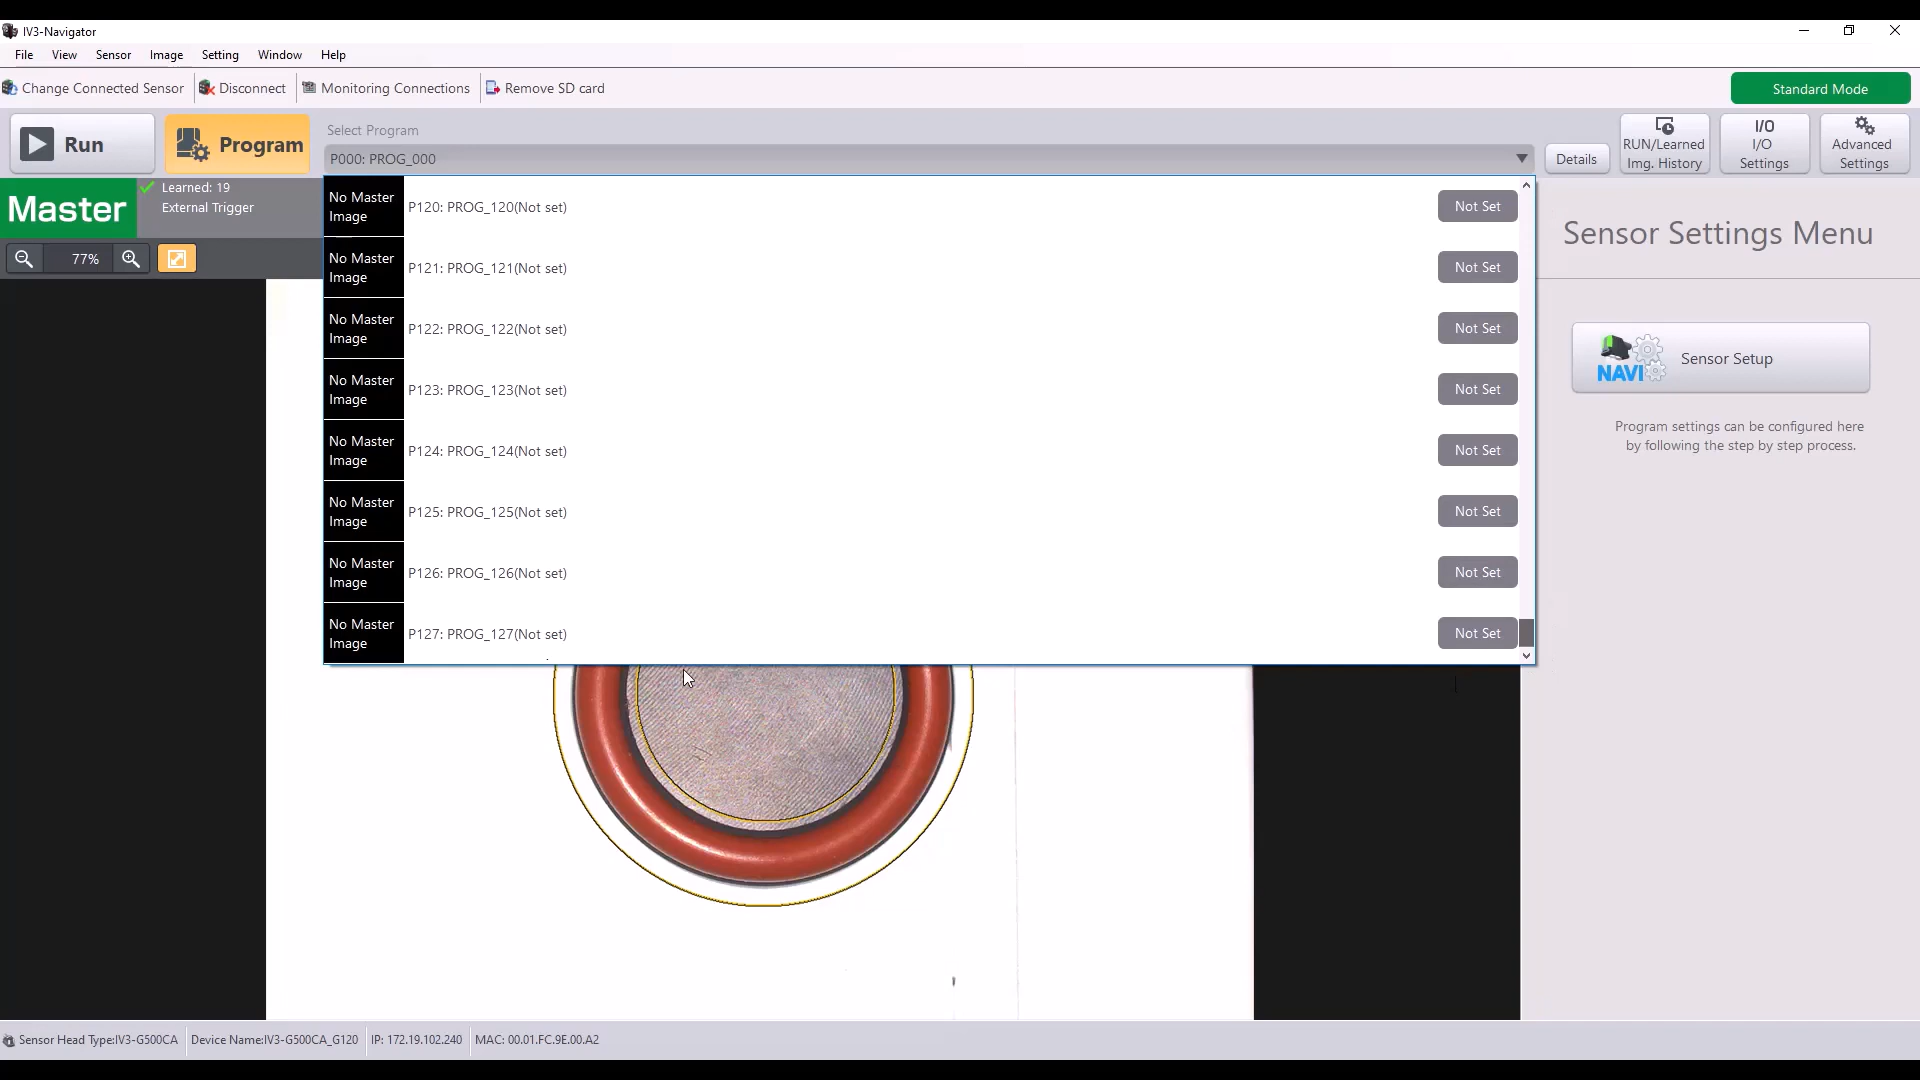 IV3-Navigator
File View Sensor Image Setting Window Help
Change Connected Sensor Disconnect Monitoring Connections Remove SD card Standard Mode
Run Program
Select Program
P000: PROG_000
Details
RUN/Learned
Img. History
I/O
I/O
Settings
Advanced
Settings
Master
Learned: 19
External Trigger
77%
No Master
Image
P120: PROG_120(Not set) Not Set
No Master
Image
P121: PROG_121(Not set) Not Set
No Master
Image
P122: PROG_122(Not set) Not Set
No Master
Image
P123: PROG_123(Not set) Not Set
No Master
Image
P124: PROG_124(Not set) Not Set
No Master
Image
P125: PROG_125(Not set) Not Set
No Master
Image
P126: PROG_126(Not set) Not Set
No Master
Image
P127: PROG_127(Not set) Not Set
Sensor Settings Menu
NAVI Sensor Setup
Program settings can be configured here
by following the step by step process.
Sensor Head Type:IV3-G500CA Device Name:IV3-G500CA_G120 IP: 172.19.102.240 MAC: 00.01.FC.9E.00.A2